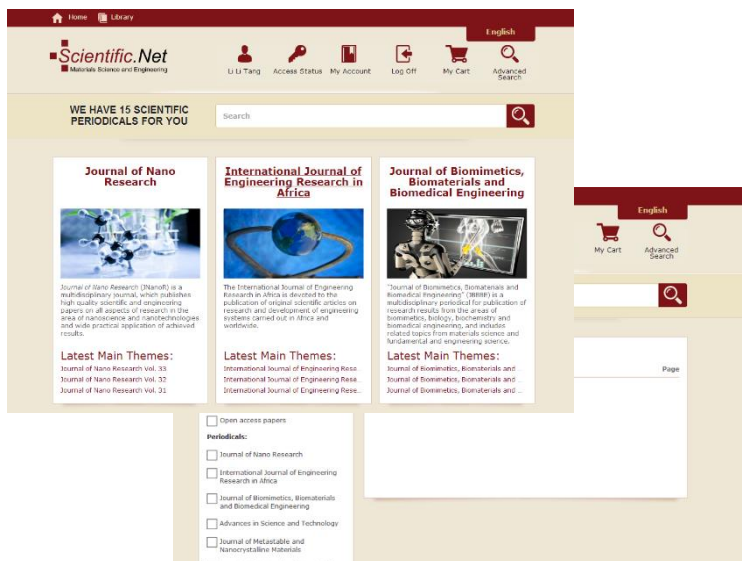 Home Library
English
Scientific.Net
Materials Science and Engineering
Li Li Tang Access Status My Account Log Off My Cart Advanced Search
WE HAVE 15 SCIENTIFIC
PERIODICALS FOR YOU
Search
Journal of Nano
Research
Journal of Nano Research (JNanoR) is a
multidisciplinary journal, which publishes
high quality scientific and engineering
papers on all aspects of research in the
area of nanoscience and nanotechnologies
and wide practical application of achieved
results.
Latest Main Themes:
Journal of Nano Research Vol. 33
Journal of Nano Research Vol. 32
Journal of Nano Research Vol. 31
International Journal of
Engineering Research in
Africa
The International Journal of Engineering
Research in Africa is devoted to the
publication of original scientific articles on
research and development of engineering
systems carried out in Africa and
worldwide.
Latest Main Themes:
International Journal of Engineering Rese...
International Journal of Engineering Rese...
International Journal of Engineering Rese...
Journal of Biomimetics,
Biomaterials and
Biomedical Engineering
"Journal of Biomimetics, Biomaterials and
Biomedical Engineering" (JBBBE) is a
multidisciplinary periodical for publication of
research results from the areas of
biomimetics, biology, biochemistry and
biomedical engineering, and includes
related topics from materials science and
fundamental and engineering science.
Latest Main Themes:
Journal of Biomimetics, Biomaterials and ...
Journal of Biomimetics, Biomaterials and ...
Journal of Biomimetics, Biomaterials and ...
English
My Cart Advanced Search
Page
Open access papers
Periodicals:
Journal of Nano Research
International Journal of Engineering
Research in Africa
Journal of Biomimetics, Biomaterials
and Biomedical Engineering
Advances in Science and Technology
Journal of Metastable and
Nanocrystalline Materials